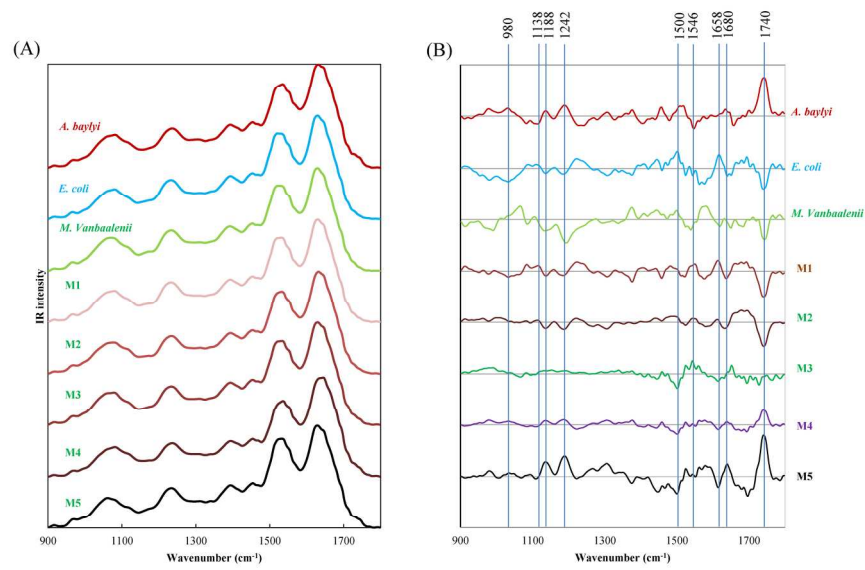 (A)
A. baylyi
E. coli
M. Vanbaalenii
M1
M2
M3
M4
M5
IR intensity
900 1100 1300 1500 1700
Wavenumber (cm-1)
(B)
980 1138 1188 1242 1500 1546 1658 1680 1740
A. baylyi
E. coli
M. Vanbaalenii
M1
M2
M3
M4
M5
900 1100 1300 1500 1700
Wavenumber (cm-1)